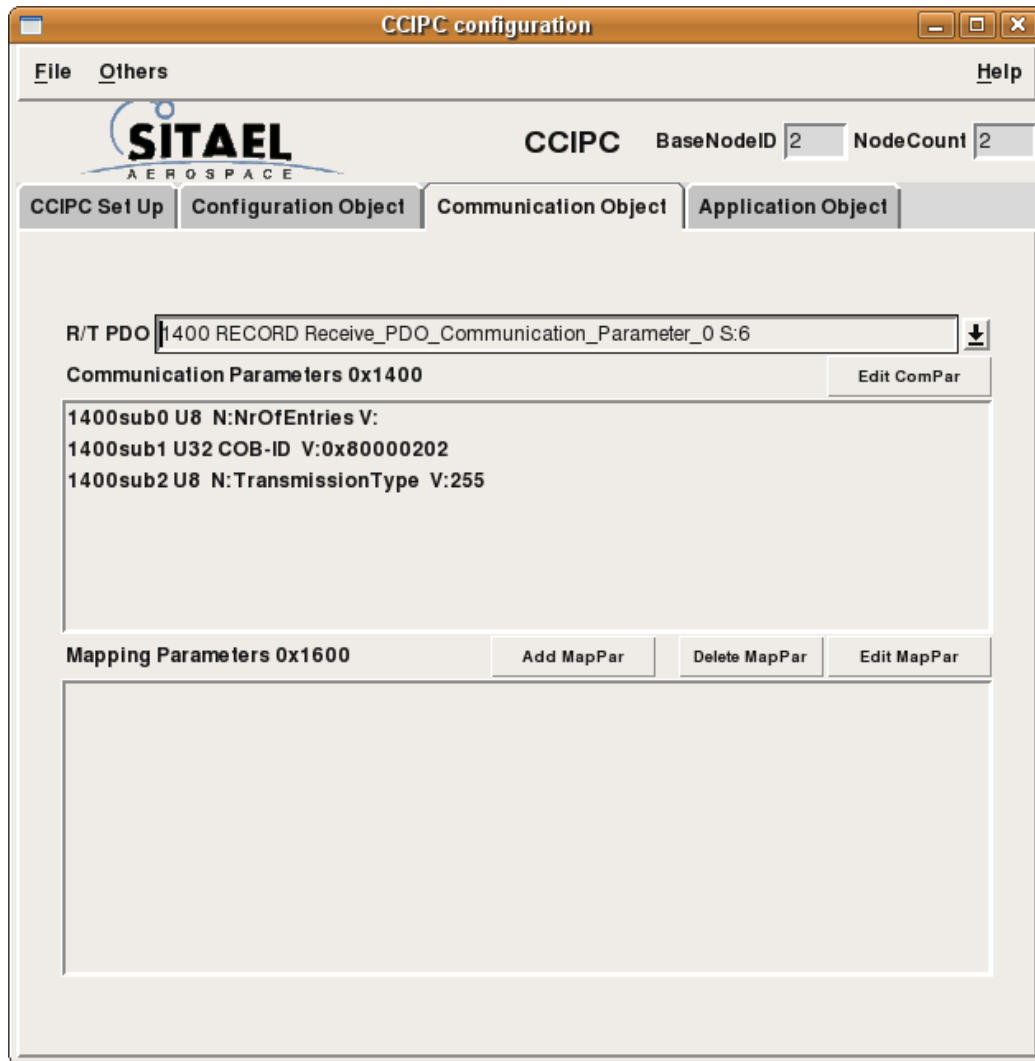 CCIPC configuration
File Others Help
SITAEL
AEROSPACE
CCIPC BaseNodeID 2 NodeCount 2
CCIPC Set Up Configuration Object Communication Object Application Object
R/T PDO 1400 RECORD Receive_PDO_Communication_Parameter_0 S:6
Communication Parameters 0x1400 Edit ComPar
1400sub0 U8 N:NrOfEntries V:
1400sub1 U32 COB-ID V:0x80000202
1400sub2 U8 N:TransmissionType V:255
Mapping Parameters 0x1600 Add MapPar Delete MapPar Edit MapPar